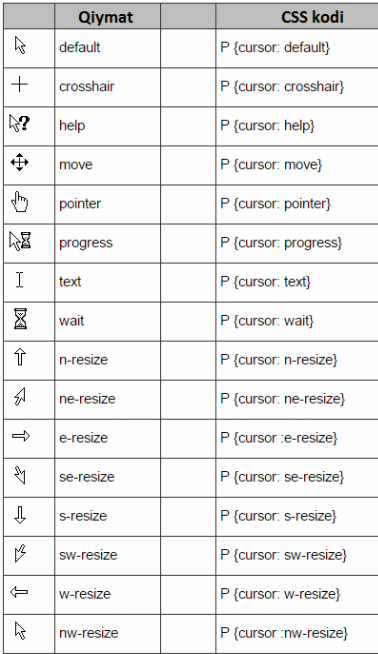 Qiymat CSS kodi
default P {cursor: default}
crosshair P {cursor: crosshair}
help P {cursor: help}
move P {cursor: move}
pointer P {cursor: pointer}
progress P {cursor: progress}
text P {cursor: text}
wait P {cursor: wait}
n-resize P {cursor: n-resize}
ne-resize P {cursor: ne-resize}
e-resize P {cursor :e-resize}
se-resize P {cursor: se-resize}
s-resize P {cursor: s-resize}
sw-resize P {cursor: sw-resize}
w-resize P {cursor: w-resize}
nw-resize P {cursor :nw-resize}